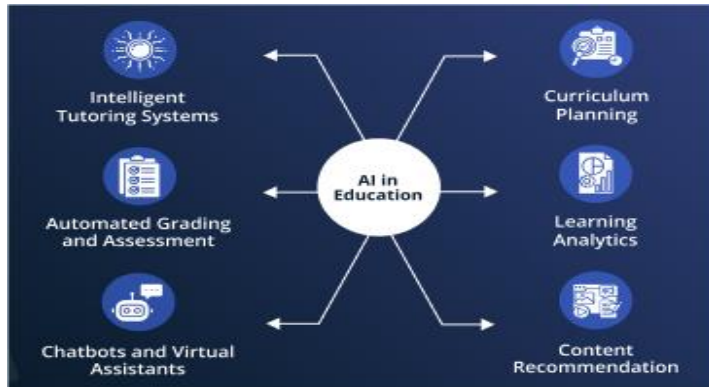 Intelligent
Tutoring Systems
Automated Grading
and Assessment
Chatbots and Virtual
Assistants
AI in
Education
Curriculum
Planning
Learning
Analytics
Content
Recommendation